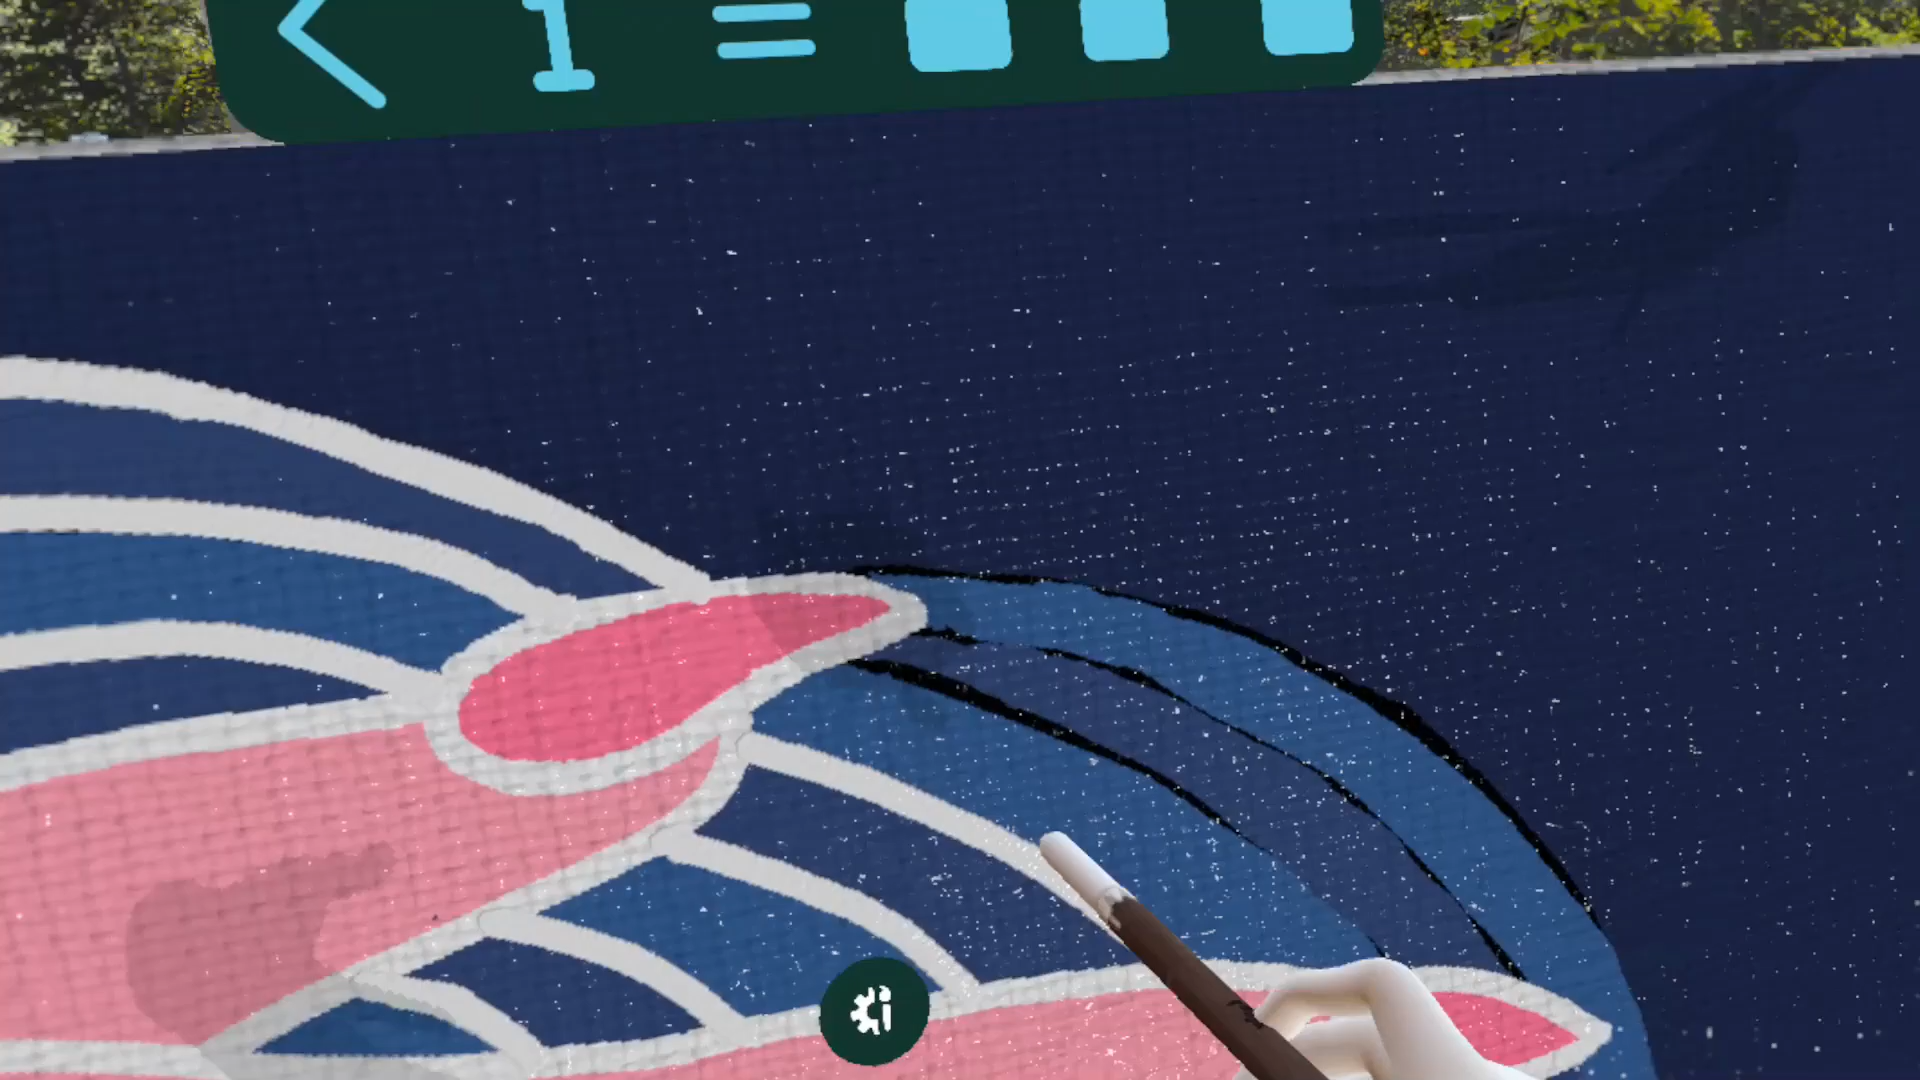 < 1 =